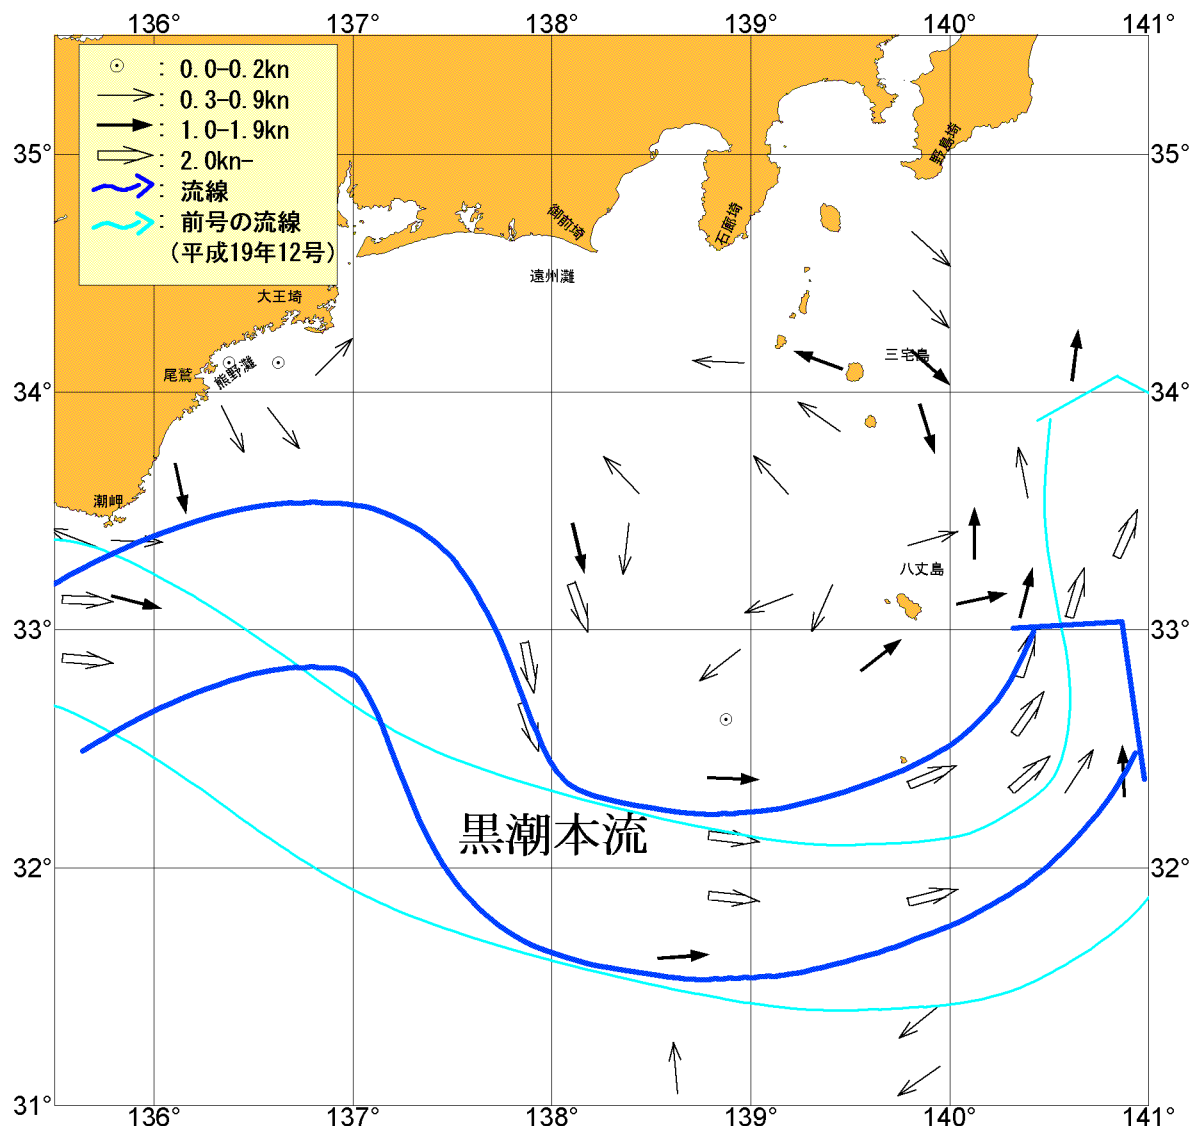 136° 137° 138° 139° 140° 141°
: 0.0-0.2kn
: 0.3-0.9kn
: 1.0-1.9kn
: 2.0kn-
: 流線
: 前号の流線
(平成19年12号)
35° 35°
野島埼
御前埼
石廊埼
遠州灘
大王埼
三宅島
尾鷲
熊野灘
34° 34°
潮岬
八丈島
33° 33°
黒潮本流
32° 32°
31° 31°
136° 137° 138° 139° 140° 141°